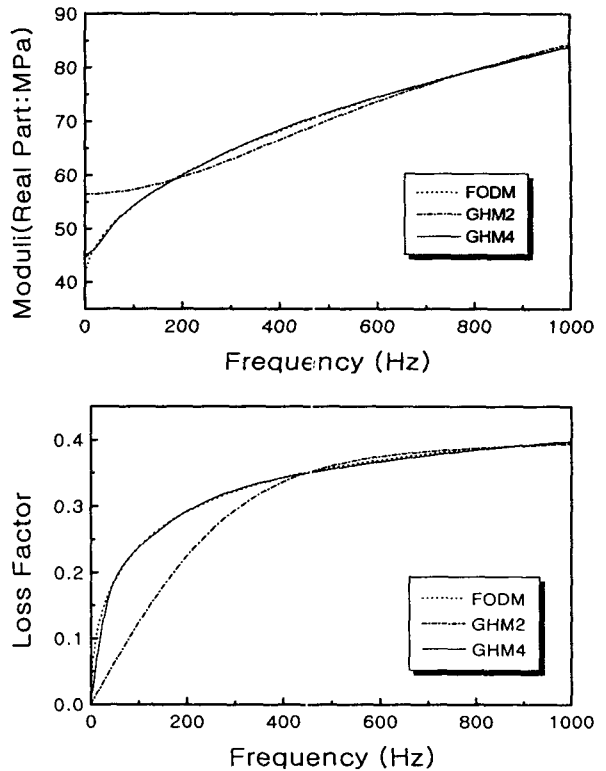 90
80
70
60
50
40
Moduli(Real Part:MPa)
FODM
GHM2
GHM4
0 200 400 600 800 1000
Frequency (Hz)
0.4
0.3
0.2
0.1
0.0
Loss Factor
FODM
GHM2
GHM4
0 200 400 600 800 1000
Frequency (Hz)